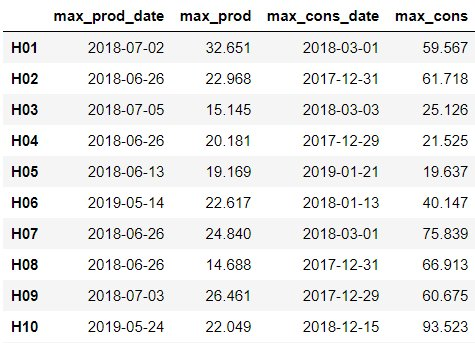 max_prod_date max_prod max_cons_date max_cons
H01 2018-07-02 32.651 2018-03-01 59.567
H02 2018-06-26 22.968 2017-12-31 61.718
H03 2018-07-05 15.145 2018-03-03 25.126
H04 2018-06-26 20.181 2017-12-29 21.525
H05 2018-06-13 19.169 2019-01-21 19.637
H06 2019-05-14 22.617 2018-01-13 40.147
H07 2018-06-26 24.840 2018-03-01 75.839
H08 2018-06-26 14.688 2017-12-31 66.913
H09 2018-07-03 26.461 2017-12-29 60.675
H10 2019-05-24 22.049 2018-12-15 93.523